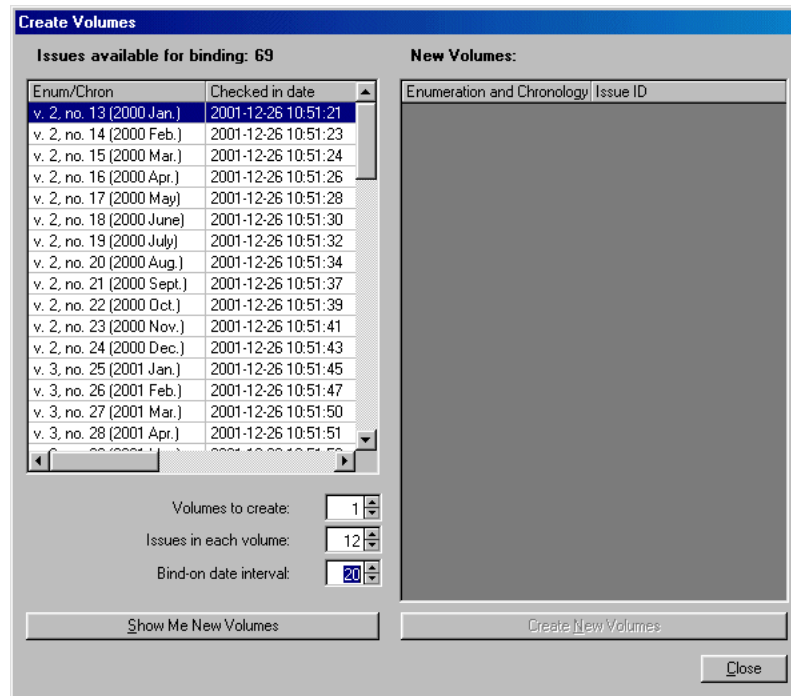 Create Volumes
Issues available for binding: 69
New Volumes:
Enum/Chron Checked in date
v. 2, no. 13 (2000 Jan.) 2001-12-26 10:51:21
v. 2, no. 14 (2000 Feb.) 2001-12-26 10:51:23
v. 2, no. 15 (2000 Mar.) 2001-12-26 10:51:24
v. 2, no. 16 (2000 Apr.) 2001-12-26 10:51:26
v. 2, no. 17 (2000 May) 2001-12-26 10:51:28
v. 2, no. 18 (2000 June) 2001-12-26 10:51:30
v. 2, no. 19 (2000 July) 2001-12-26 10:51:32
v. 2, no. 20 (2000 Aug.) 2001-12-26 10:51:34
v. 2, no. 21 (2000 Sept.) 2001-12-26 10:51:37
v. 2, no. 22 (2000 Oct.) 2001-12-26 10:51:39
v. 2, no. 23 (2000 Nov.) 2001-12-26 10:51:41
v. 2, no. 24 (2000 Dec.) 2001-12-26 10:51:43
v. 3, no. 25 (2001 Jan.) 2001-12-26 10:51:45
v. 3, no. 26 (2001 Feb.) 2001-12-26 10:51:47
v. 3, no. 27 (2001 Mar.) 2001-12-26 10:51:50
v. 3, no. 28 (2001 Apr.) 2001-12-26 10:51:51
Enumeration and Chronology Issue ID
Volumes to create: 1
Issues in each volume: 12
Bind-on date interval: 20
Show Me New Volumes
Create New Volumes
Close